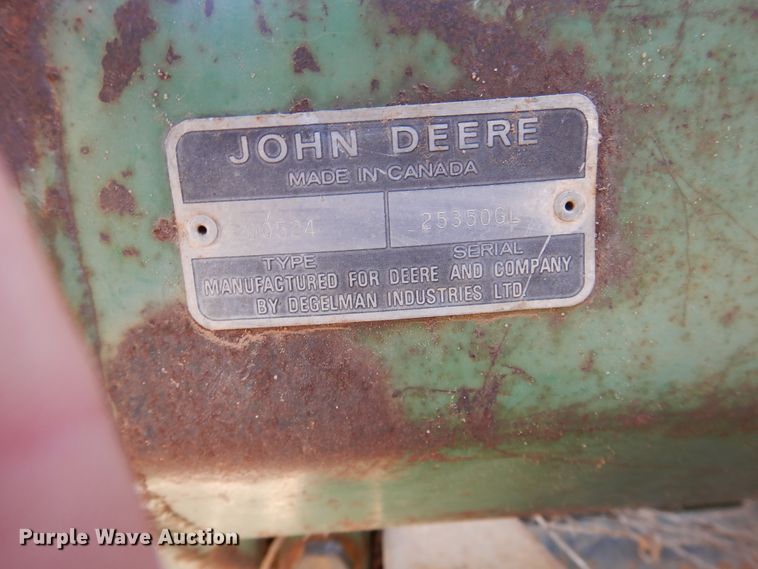 JOHN DEERE
MADE IN CANADA
25350GL
TYPE SERIAL
MANUFACTURED FOR DEERE AND COMPANY
BY DEGELMAN INDUSTRIES LTD.
Purple Wave Auction